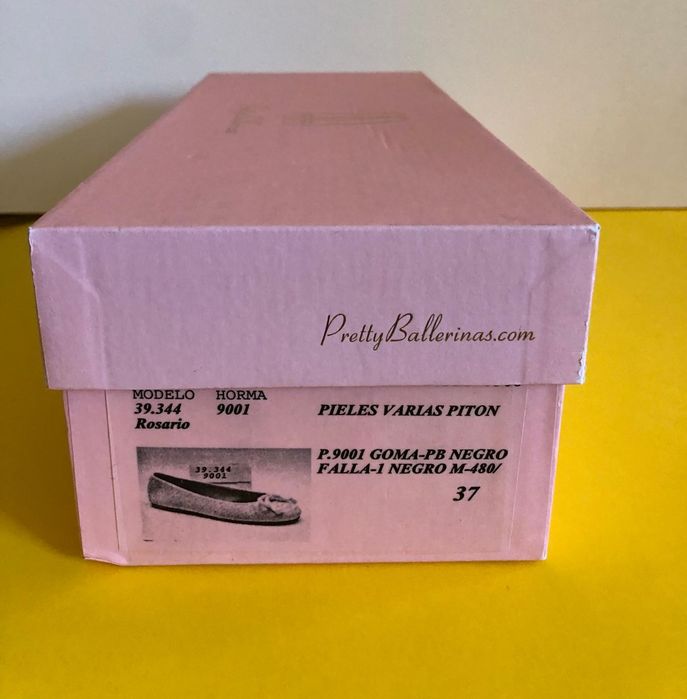 PrettyBallerinas.com
MODELO HORMA
39.344 9001 PIELES VARIAS PITON
Rosario
P.9001 GOMA-PB NEGRO
FALLA-1 NEGRO M-480/
39.344
9001
37